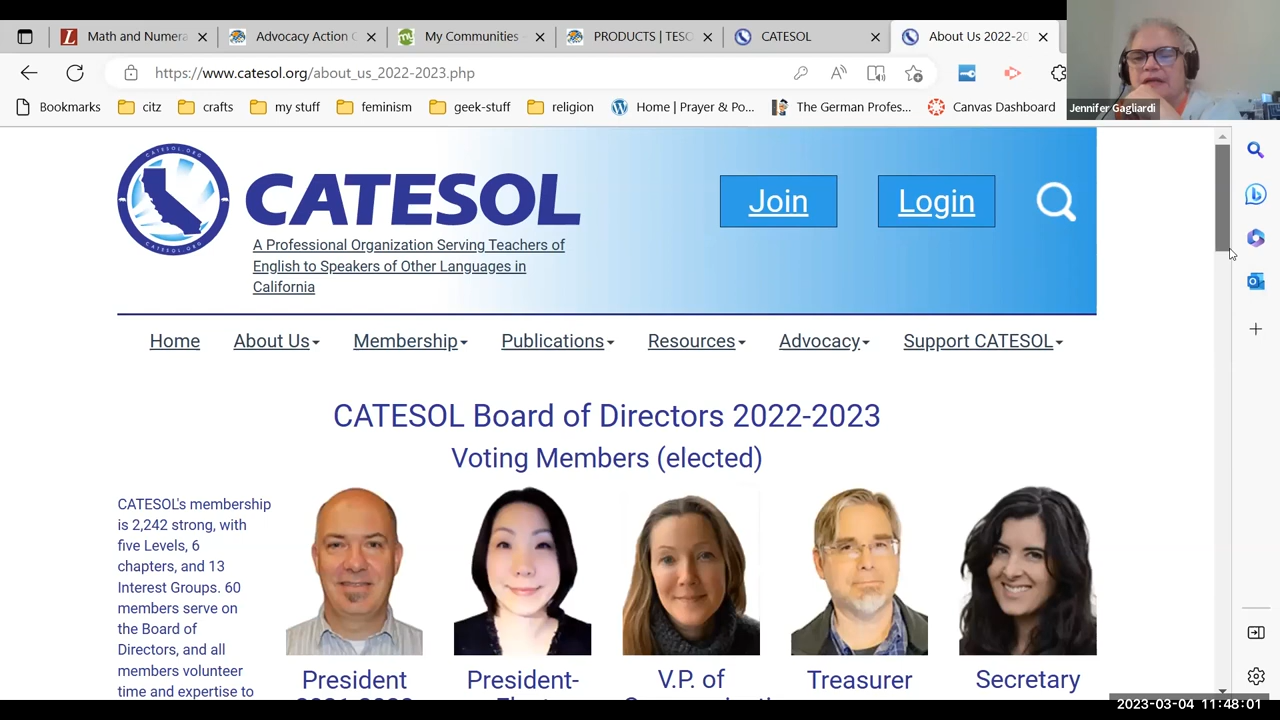 Math and Numera
Advocacy Action C
My Communities -
PRODUCTS | TESO
CATESOL
About Us 2022-20
https://www.catesol.org/about_us_2022-2023.php
Bookmarks
citz
crafts
my stuff
feminism
geek-stuff
religion
Home | Prayer & Po...
The German Profes...
Canvas Dashboard
Jennifer Gagliardi
CATESOL.ORG
CATESOL.ORG
CATESOL
Join
Login
A Professional Organization Serving Teachers of
English to Speakers of Other Languages in
California
Home
About Us
Membership
Publications
Resources
Advocacy
Support CATESOL
CATESOL Board of Directors 2022-2023
Voting Members (elected)
CATESOL's membership
is 2,242 strong, with
five Levels, 6
chapters, and 13
Interest Groups. 60
members serve on
the Board of
Directors, and all
members volunteer
time and expertise to
President
President-
V.P. of
Treasurer
Secretary
2023-03-04 11:48:01